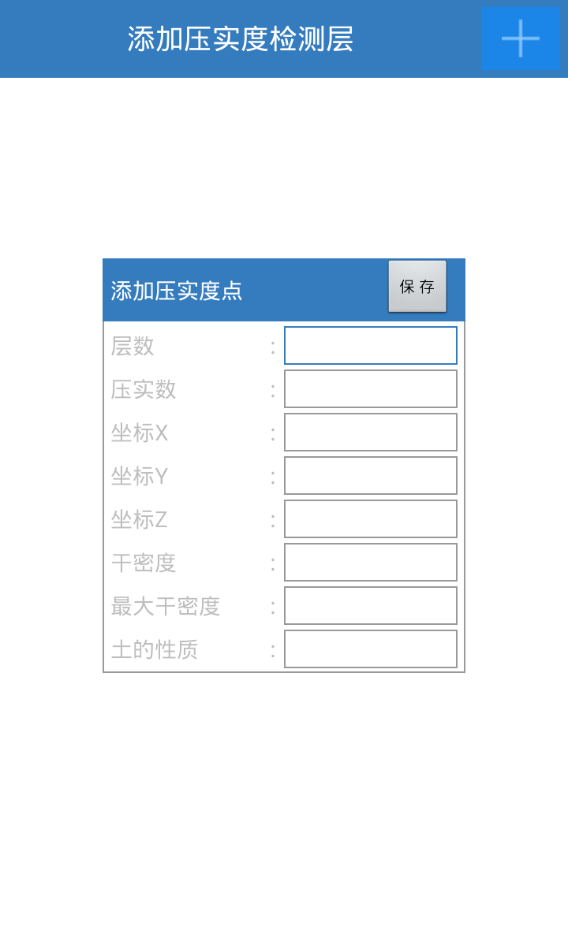 添加压实度检测层
添加压实度点
保 存
层数 :
压实数 :
坐标X :
坐标Y :
坐标Z :
干密度 :
最大干密度 :
土的性质 :